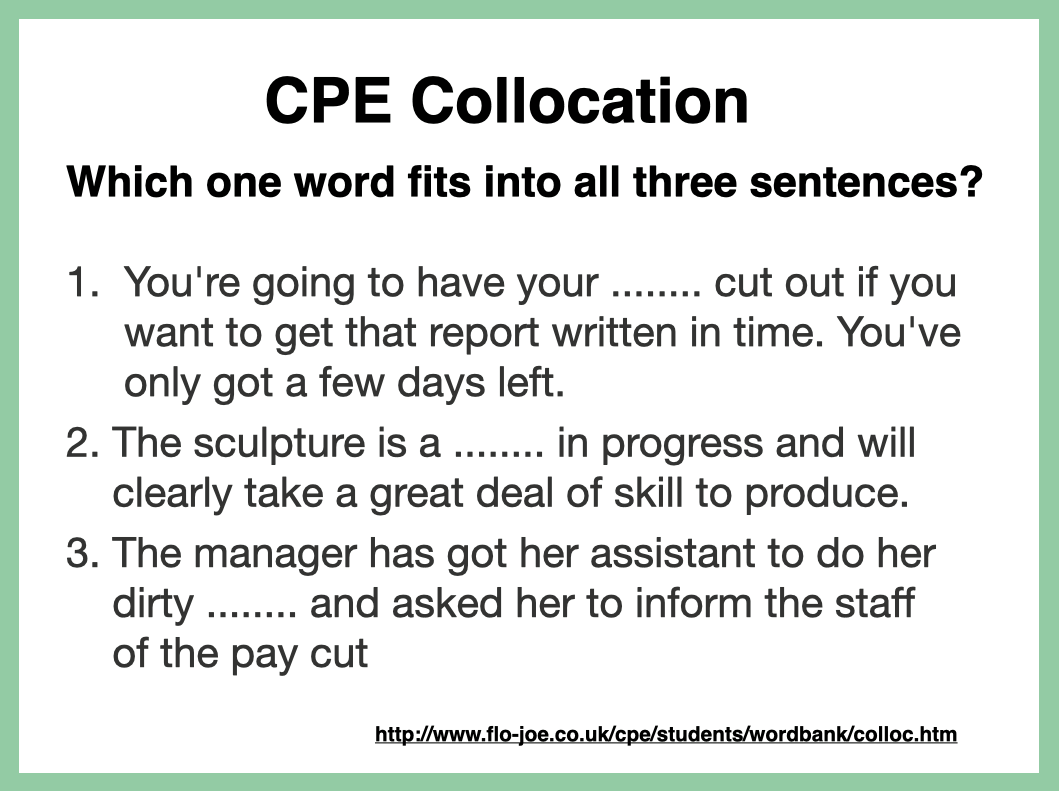 CPE Collocation
Which one word fits into all three sentences?
1. You're going to have your ........ cut out if you
want to get that report written in time. You've
only got a few days left.
2. The sculpture is a ........ in progress and will
clearly take a great deal of skill to produce.
3. The manager has got her assistant to do her
dirty ........ and asked her to inform the staff
of the pay cut
http://www.flo-joe.co.uk/cpe/students/wordbank/colloc.htm